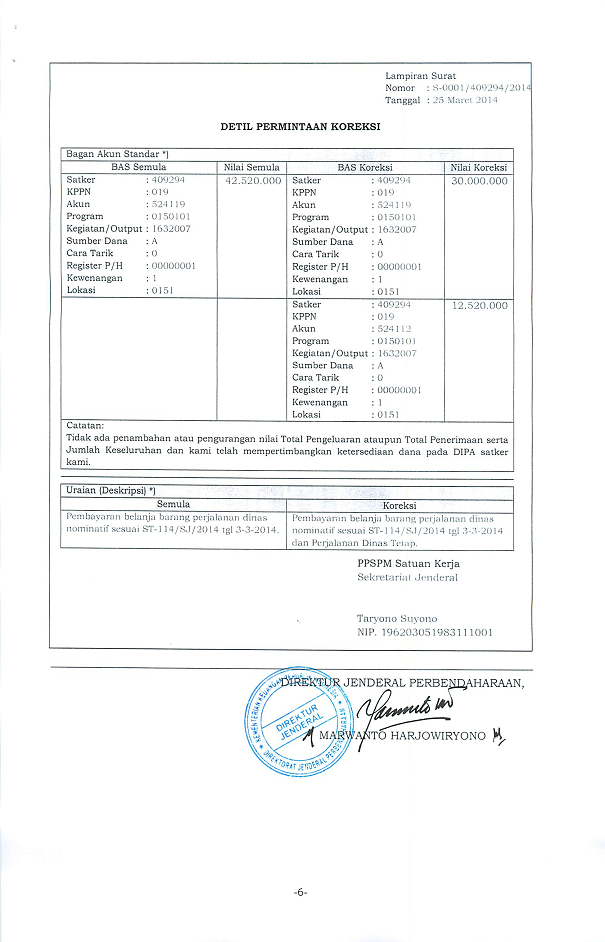 Lampiran Surat
Nomor : S-0001/409294/2014
Tanggal : 25 Maret 2014
DETIL PERMINTAAN KOREKSI
Bagan Akun Standar *)
BAS Semula Nilai Semula BAS Koreksi Nilai Koreksi
Satker : 409294 42.520.000 Satker : 409294 30.000.000
KPPN : 019 KPPN : 019
Akun : 524119 Akun : 524119
Program : 0150101 Program : 0150101
Kegiatan/Output : 1632007 Kegiatan/Output : 1632007
Sumber Dana : A Sumber Dana : A
Cara Tarik : 0 Cara Tarik : 0
Register P/H : 00000001 Register P/H : 00000001
Kewenangan : 1 Kewenangan : 1
Lokasi : 0151 Lokasi : 0151
Satker : 409294 12.520.000
KPPN : 019
Akun : 524112
Program : 0150101
Kegiatan/Output : 1632007
Sumber Dana : A
Cara Tarik : 0
Register P/H : 00000001
Kewenangan : 1
Lokasi : 0151
Catatan:
Tidak ada penambahan atau pengurangan nilai Total Pengeluaran ataupun Total Penerimaan serta
Jumlah Keseluruhan dan kami telah mempertimbangkan ketersediaan dana pada DIPA satker
kami.
Uraian (Deskripsi) *)
Semula Koreksi
Pembayaran belanja barang perjalanan dinas Pembayaran belanja barang perjalanan dinas
nominatif sesuai ST-114/SJ/2014 tgl 3-3-2014. nominatif sesuai ST-114/SJ/2014 tgl 3-3-2014
dan Perjalanan Dinas Tetap.
PPSPM Satuan Kerja
Sekretariat Jenderal
Taryono Suyono
NIP. 196203051983111001
DIREKTUR JENDERAL PERBENDAHARAAN,
DIREKTUR
JENDERAL
MARWANTO HARJOWIRYONO
-6-